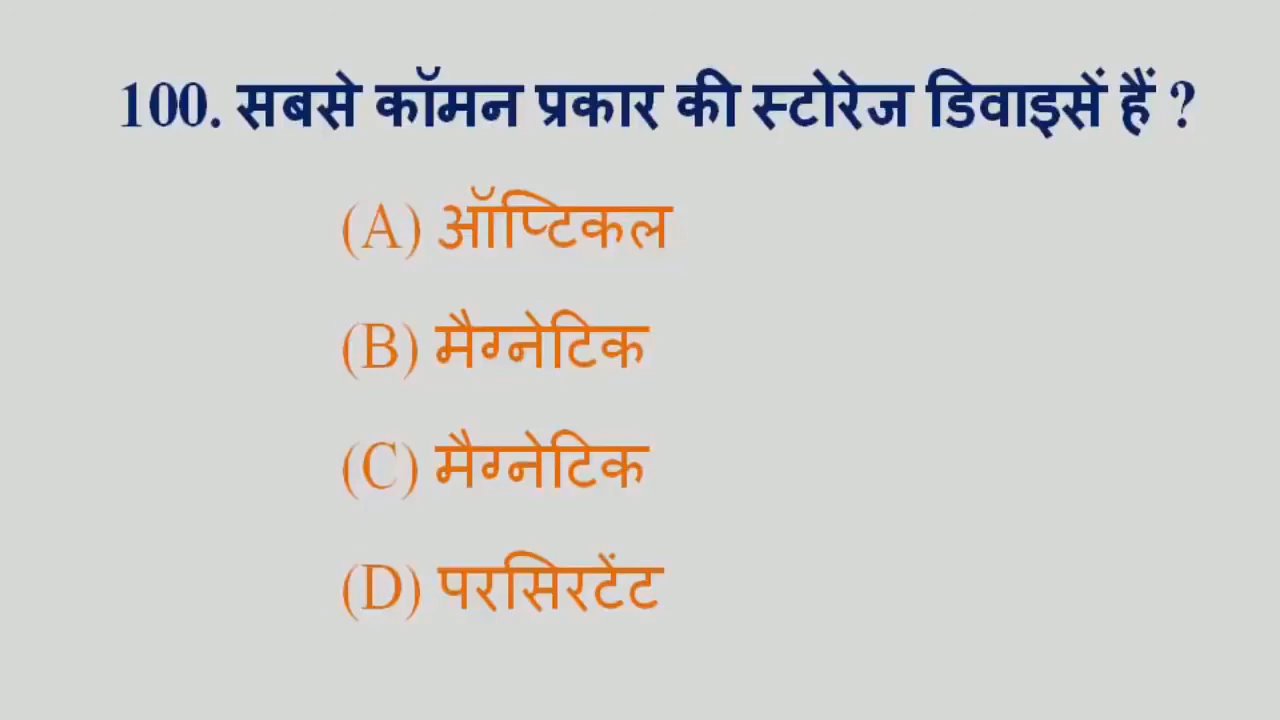 100. सबसे कॉमन प्रकार की स्टोरेज डिवाइसें हैं ?
(A) ऑप्टिकल
(B) मैग्नेटिक
(C) मैग्नेटिक
(D) परसिरटेंट